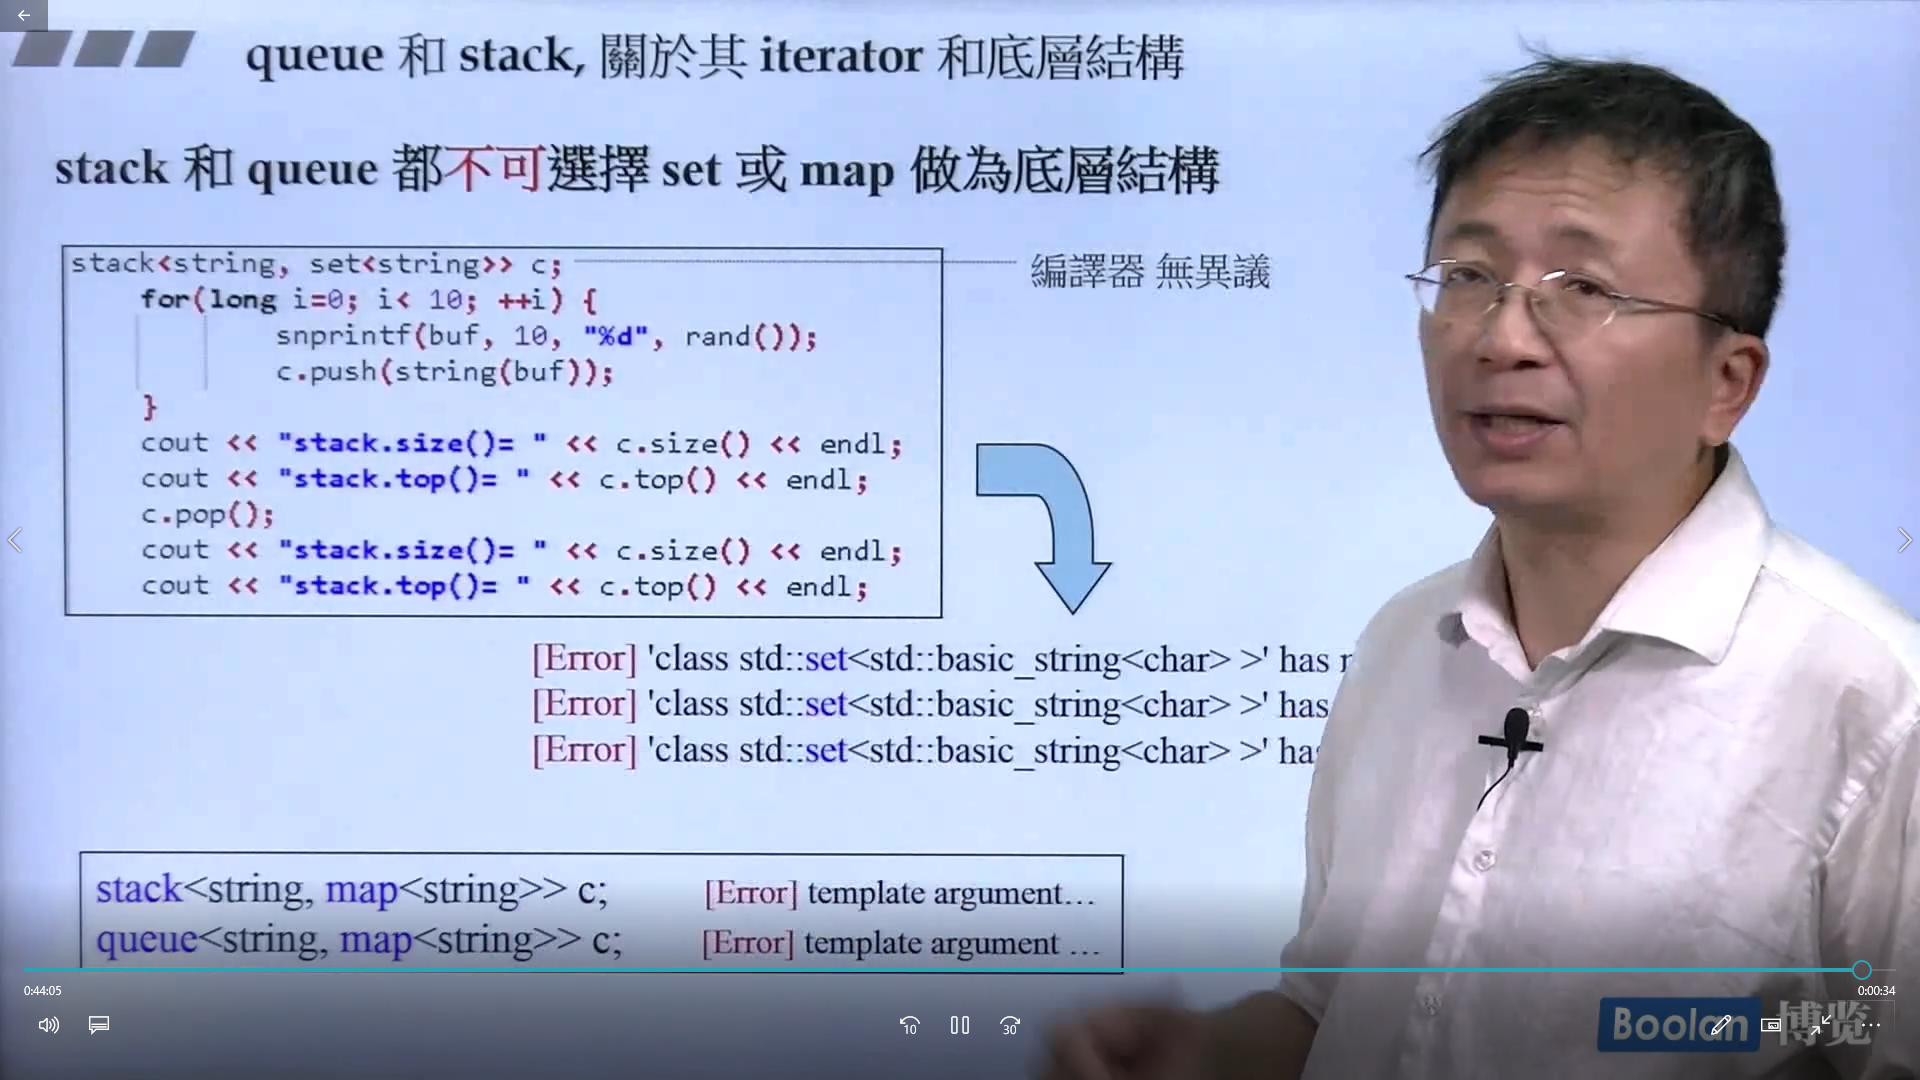 queue 和 stack, 關於其 iterator 和底層結構
stack 和 queue 都不可選擇 set 或 map 做為底層結構
stack<string, set<string>> c;
編譯器 無異議
for(long i=0; i< 10; ++i) {
snprintf(buf, 10, "%d", rand());
c.push(string(buf));
}
cout << "stack.size()= " << c.size() << endl;
cout << "stack.top()= " << c.top() << endl;
c.pop();
cout << "stack.size()= " << c.size() << endl;
cout << "stack.top()= " << c.top() << endl;
[Error] 'class std::set<std::basic_string<char> >' has
[Error] 'class std::set<std::basic_string<char> >' has
[Error] 'class std::set<std::basic_string<char> >' has
stack<string, map<string>> c; [Error] template argument…
queue<string, map<string>> c; [Error] template argument …
0:44:05
0:00:34
10
30
Boolan 博览